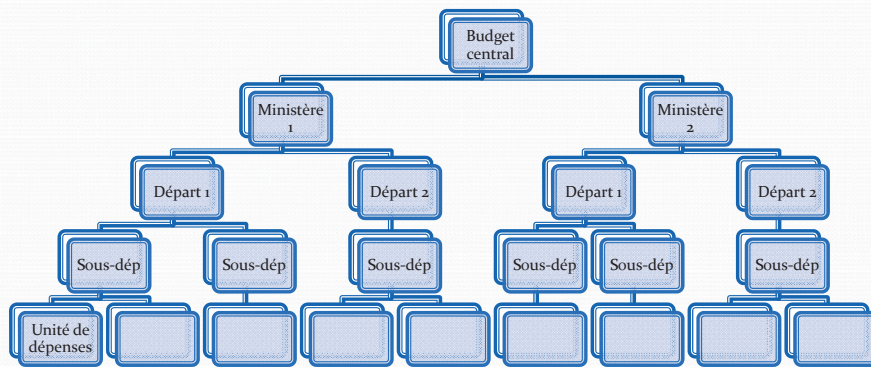 Budget
central
Ministère
1
Ministère
2
Départ 1
Départ 2
Départ 1
Départ 2
Sous-dép
Sous-dép
Sous-dép
Sous-dép
Sous-dép
Sous-dép
Unité de
dépenses